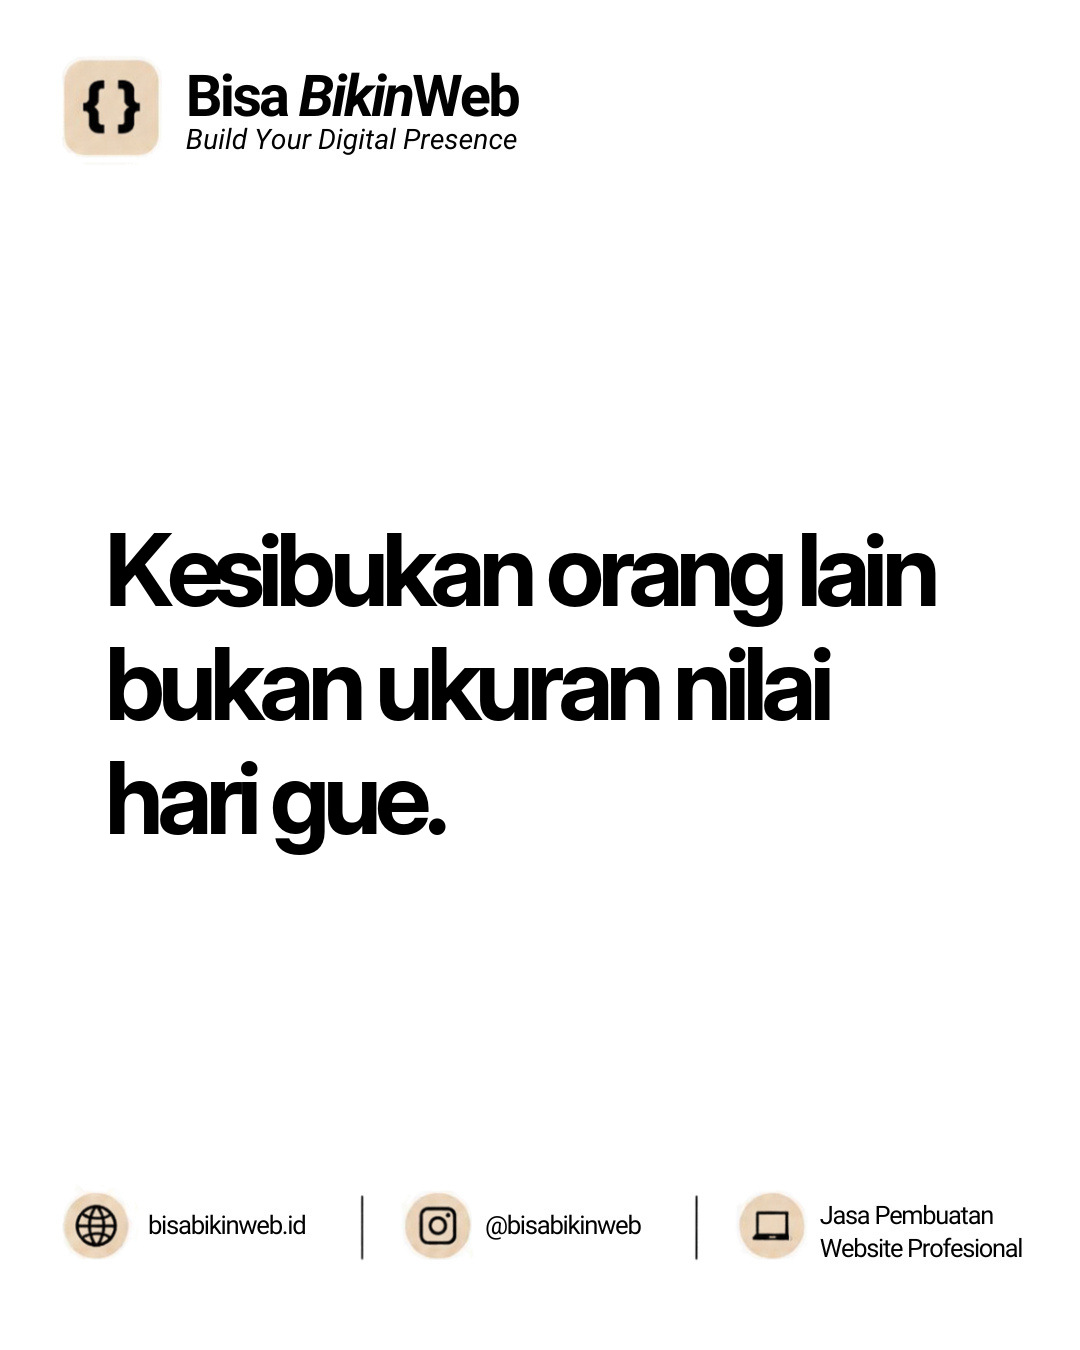 { }
Bisa BikinWeb
Build Your Digital Presence
Kesibukan orang lain
bukan ukuran nilai
hari gue.
bisabikinweb.id
@bisabikinweb
Jasa Pembuatan
Website Profesional